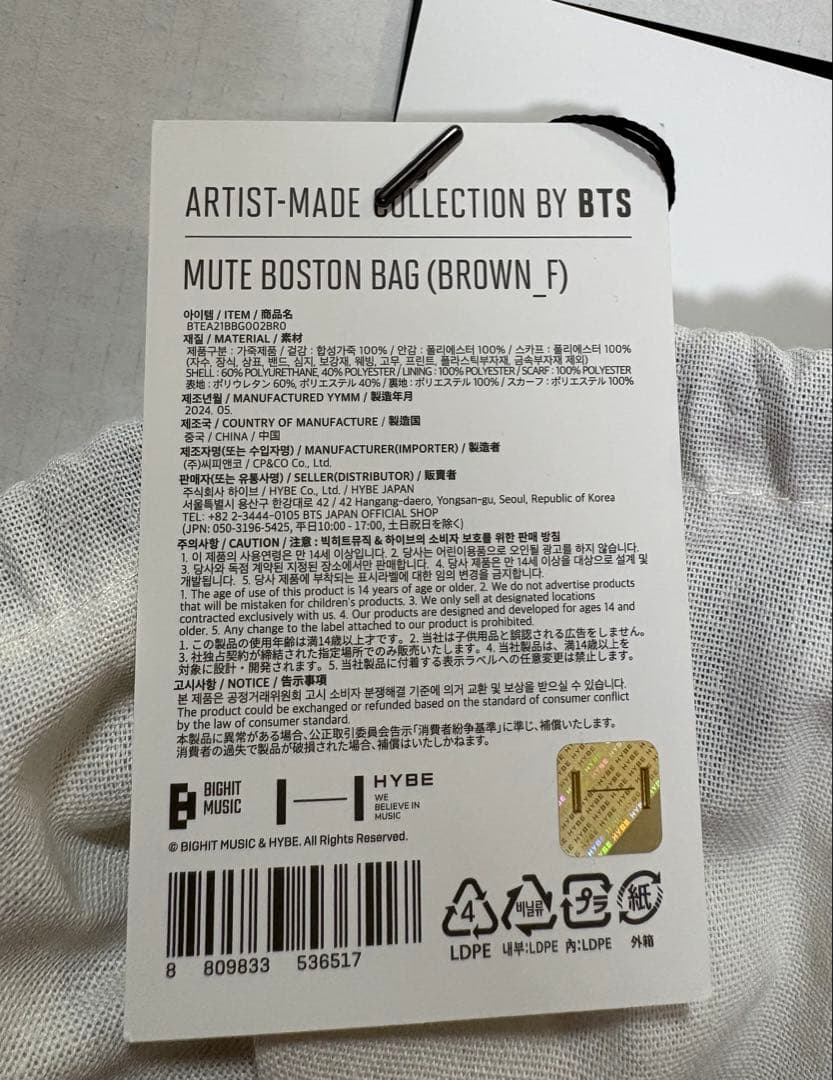 ARTIST-MADE COLLECTION BY BTS
MUTE BOSTON BAG (BROWN_F)
아이템 / ITEM / 商品名
BTEA21BBG002BR0
재질 / MATERIAL / 素材
제품구분 : 가죽제품 / 겉감 : 합성가죽 100% / 안감 : 폴리에스터 100% / 스카프 : 폴리에스터 100%
(자수, 장식, 상표, 밴드, 심지, 보강재, 웨빙, 고무, 프린트, 플라스틱부자재, 금속부자재 제외)
SHELL : 60% POLYURETHANE, 40% POLYESTER / LINING : 100% POLYESTER / SCARF : 100% POLYESTER
表地 : ポリウレタン 60%, ポリエステル 40% / 裏地 : ポリエステル 100% / スカーフ : ポリエステル 100%
제조년월 / MANUFACTURED YYMM / 製造年月
2024. 05.
제조국 / COUNTRY OF MANUFACTURE / 製造国
중국 / CHINA / 中国
제조자명(또는 수입자명) / MANUFACTURER(IMPORTER) / 製造者
(주)씨피앤코 / CP&CO Co., Ltd.
판매자(또는 유통사명) / SELLER(DISTRIBUTOR) / 販賣者
주식회사 하이브 / HYBE Co., Ltd. / HYBE JAPAN
서울특별시 용산구 한강대로 42 / 42 Hangang-daero, Yongsan-gu, Seoul, Republic of Korea
TEL: +82 2-3444-0105 BTS JAPAN OFFICIAL SHOP
(JPN: 050-3196-5425, 平日10:00 - 17:00, 土日祝日を除く)
주의사항 / CAUTION / 注意 : 빅히트뮤직 & 하이브의 소비자 보호를 위한 판매 방침
1. 이 제품의 사용연령은 만 14세 이상입니다. 2. 당사는 어린이용품으로 오인될 광고를 하지 않습니다.
3. 당사와 독점 계약된 지정된 장소에서만 판매합니다. 4. 당사 제품은 만 14세 이상을 대상으로 설계 및
개발됩니다. 5. 당사 제품에 부착되는 표시라벨에 대한 임의 변경을 금지합니다.
1. The age of use of this product is 14 years of age or older. 2. We do not advertise products
that will be mistaken for children's products. 3. We only sell at designated locations
contracted exclusively with us. 4. Our products are designed and developed for ages 14 and
older. 5. Any change to the label attached to our product is prohibited.
1. この製品の使用年齢は満14歳以上才です。2. 当社は子供用品と誤認される広告をしません。
3. 社独占契約が締結された指定場所でのみ販売いたします。4. 当社製品は、満14歳以上を
対象に設計・開発されます。5. 当社製品に付着する表示ラベルへの任意変更は禁止します。
고시사항 / NOTICE / 告示事項
본 제품은 공정거래위원회 고시 소비자 분쟁해결 기준에 의거 교환 및 보상을 받으실 수 있습니다.
The product could be exchanged or refunded based on the standard of consumer conflict
by the law of consumer standard.
本製品に異常がある場合、公正取引委員会告示「消費者紛争基準」に準じ、補償いたします。
消費者の過失で製品が破損された場合、補償はいたしかねます。
BIGHIT
MUSIC
HYBE
WE
BELIEVE IN
MUSIC
© BIGHIT MUSIC & HYBE. All Rights Reserved.
8 809833 536517
4
LDPE
비닐류
내부:LDPE
プラ
內:LDPE
紙
外箱